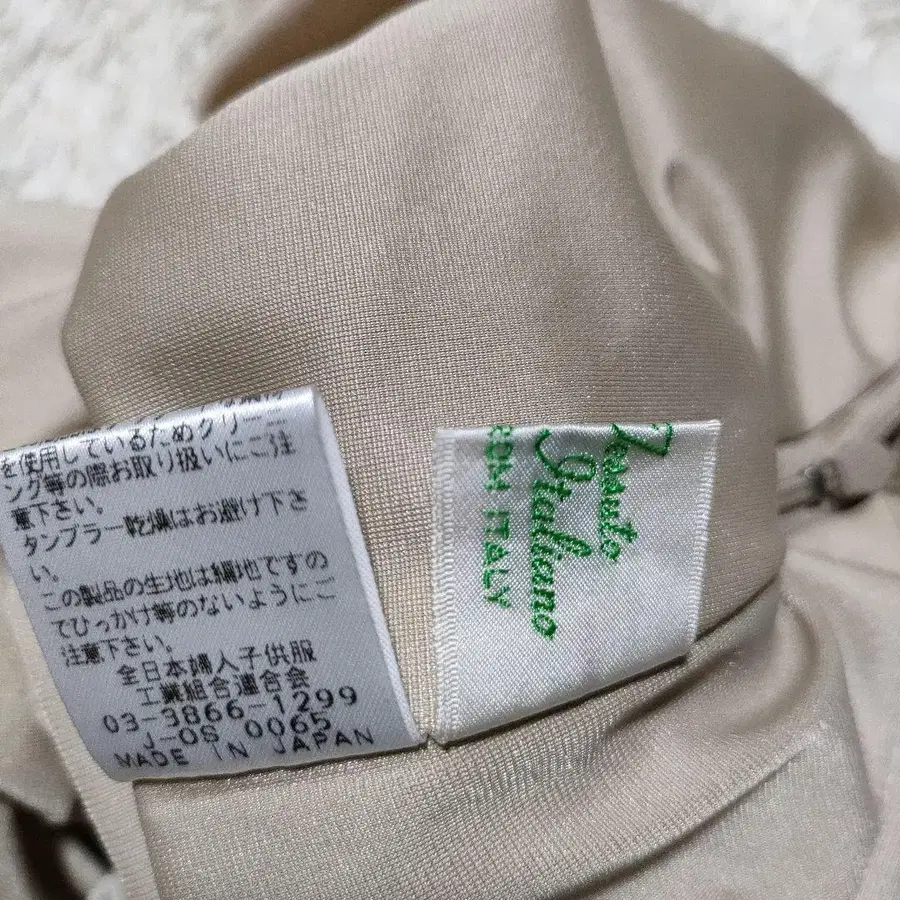 を使用しているためクリーニ
ング等の際お取り扱いにご注
意下さい。
タンブラー乾燥はお避け下さ
い。
この製品の生地は編地ですの
でひっかけ等のないようにご
注意下さい。
全日本婦人子供服
工業組合連合会
03-3866-1299
J-OS 0065
MADE IN JAPAN
Tessuto
Italiano
FROM ITALY